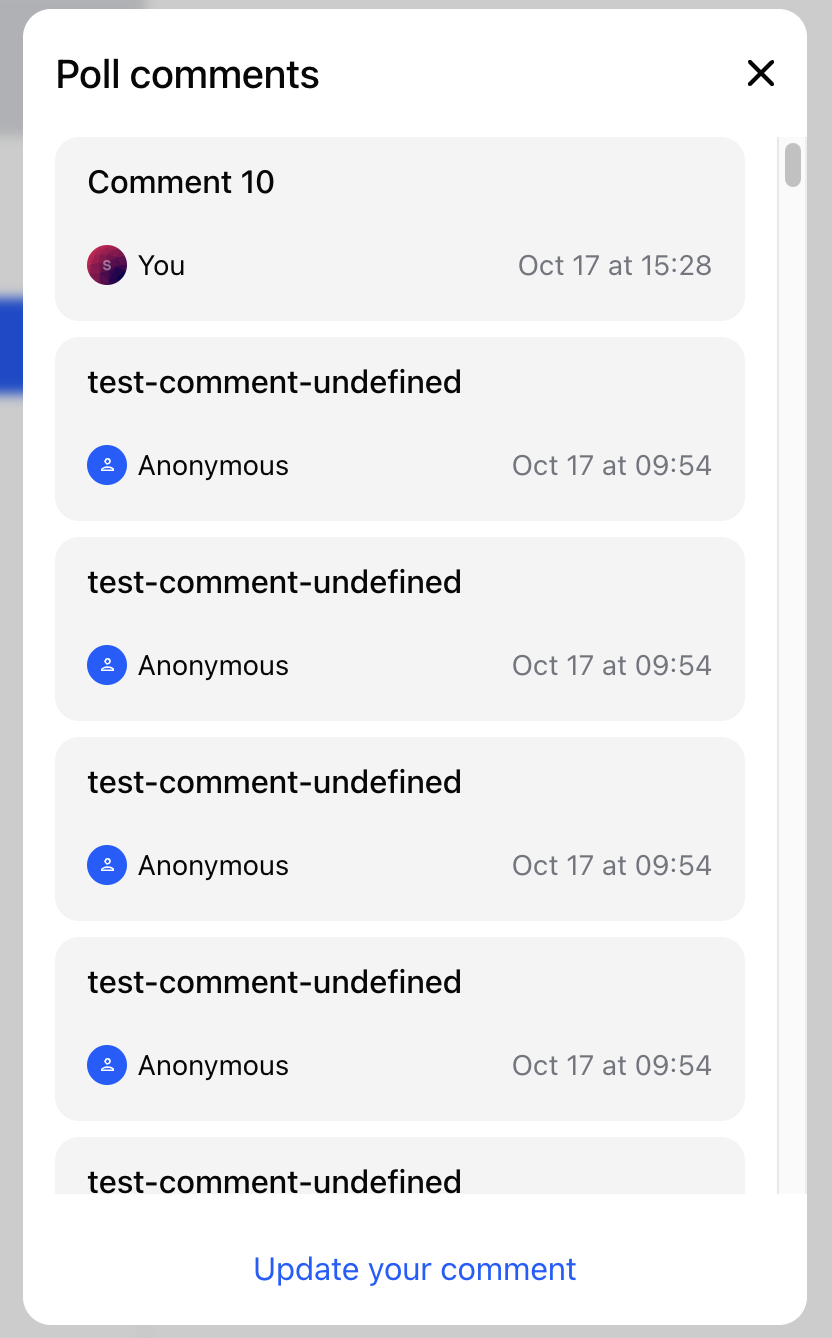 Poll comments
Comment 10
S
You
Oct 17 at 15:28
test-comment-undefined
Anonymous
Oct 17 at 09:54
test-comment-undefined
Anonymous
Oct 17 at 09:54
test-comment-undefined
Anonymous
Oct 17 at 09:54
test-comment-undefined
Anonymous
Oct 17 at 09:54
test-comment-undefined
Update your comment